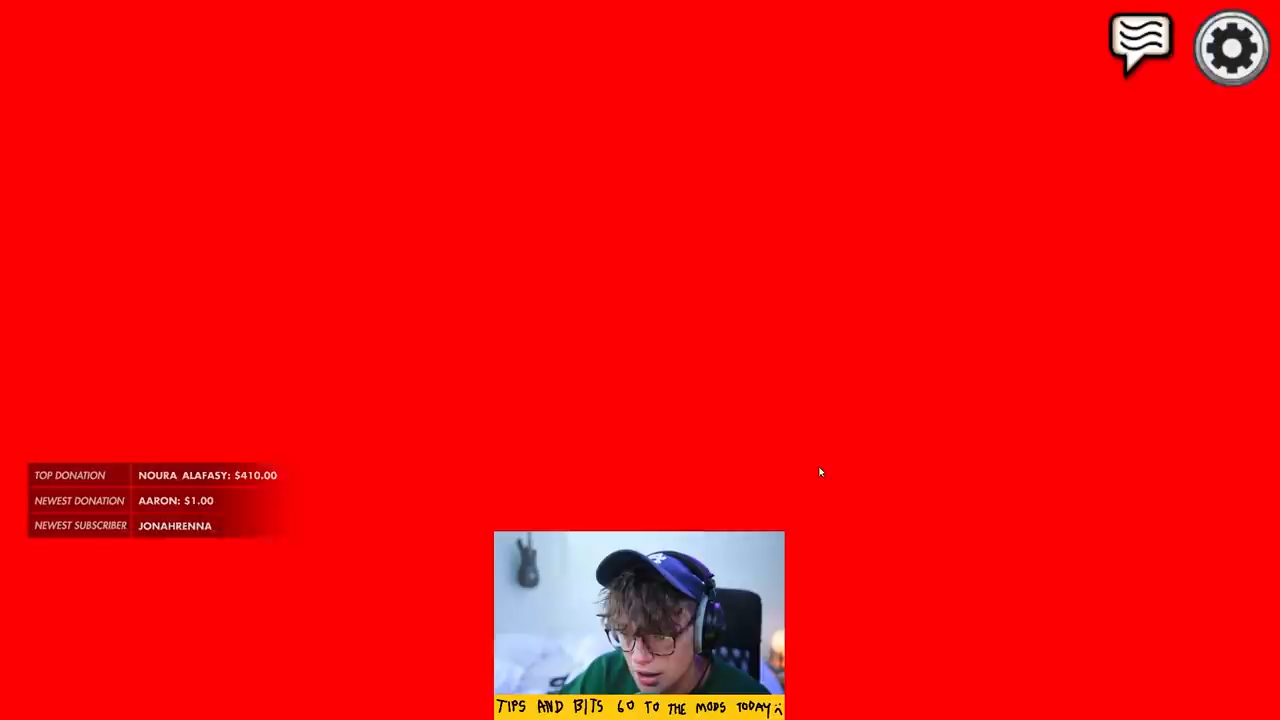 TOP DONATION NOURA ALAFASY: $410.00
NEWEST DONATION AARON: $1.00
NEWEST SUBSCRIBER JONAHRENNA
TIPS AND BITS GO TO THE MODS TODAY